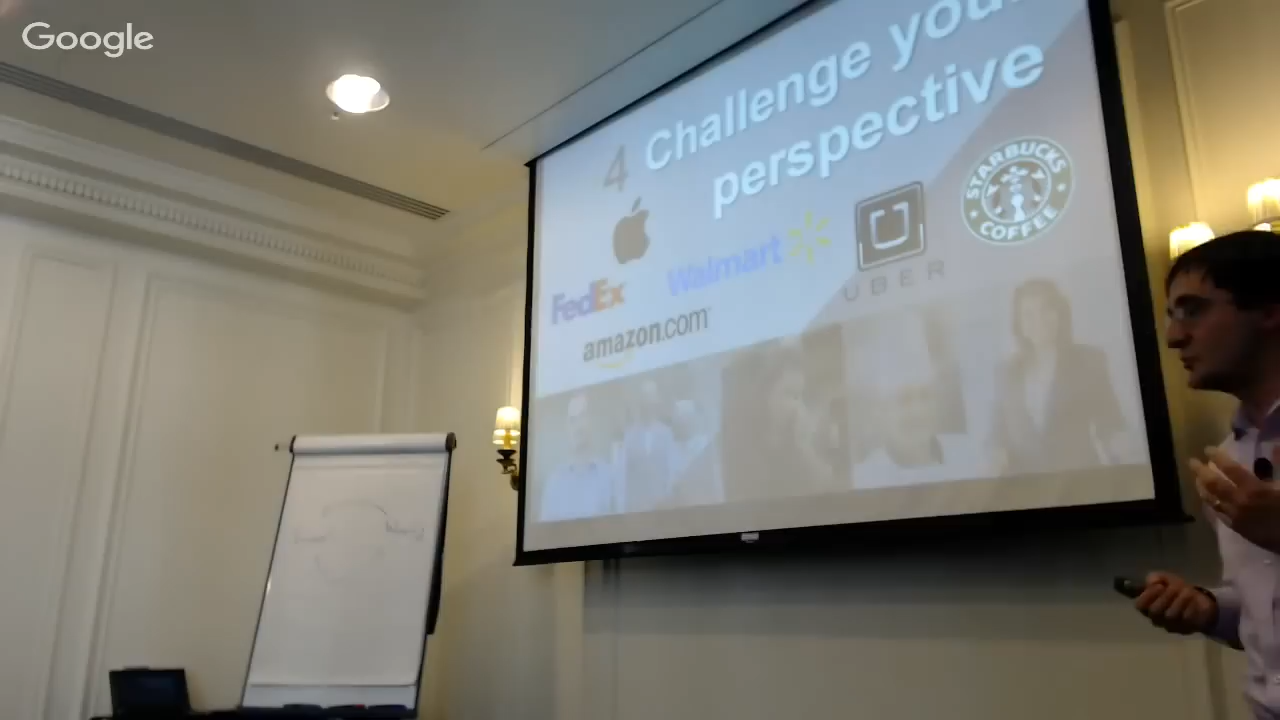 Google
4 Challenge your
perspective
STARBUCKS
COFFEE
Walmart
UBER
FedEx
amazon.com